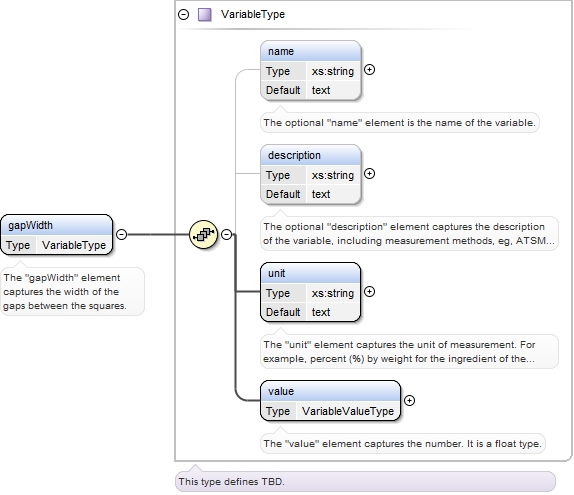 VariableType
name
Type xs:string
Default text
The optional "name" element is the name of the variable.
description
Type xs:string
Default text
The optional "description" element captures the description
of the variable, including measurement methods, eg, ATSM...
gapWidth
Type VariableType
The "gapWidth" element
captures the width of the
gaps between the squares.
unit
Type xs:string
Default text
The "unit" element captures the unit of measurement. For
example, percent (%) by weight for the ingredient of the...
value
Type VariableValueType
The "value" element captures the number. It is a float type.
This type defines TBD.